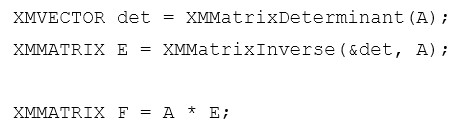 XMVECTOR det = XMMatrixDeterminant(A);
XMMATRIX E = XMMatrixInverse(&det, A);
XMMATRIX F = A * E;